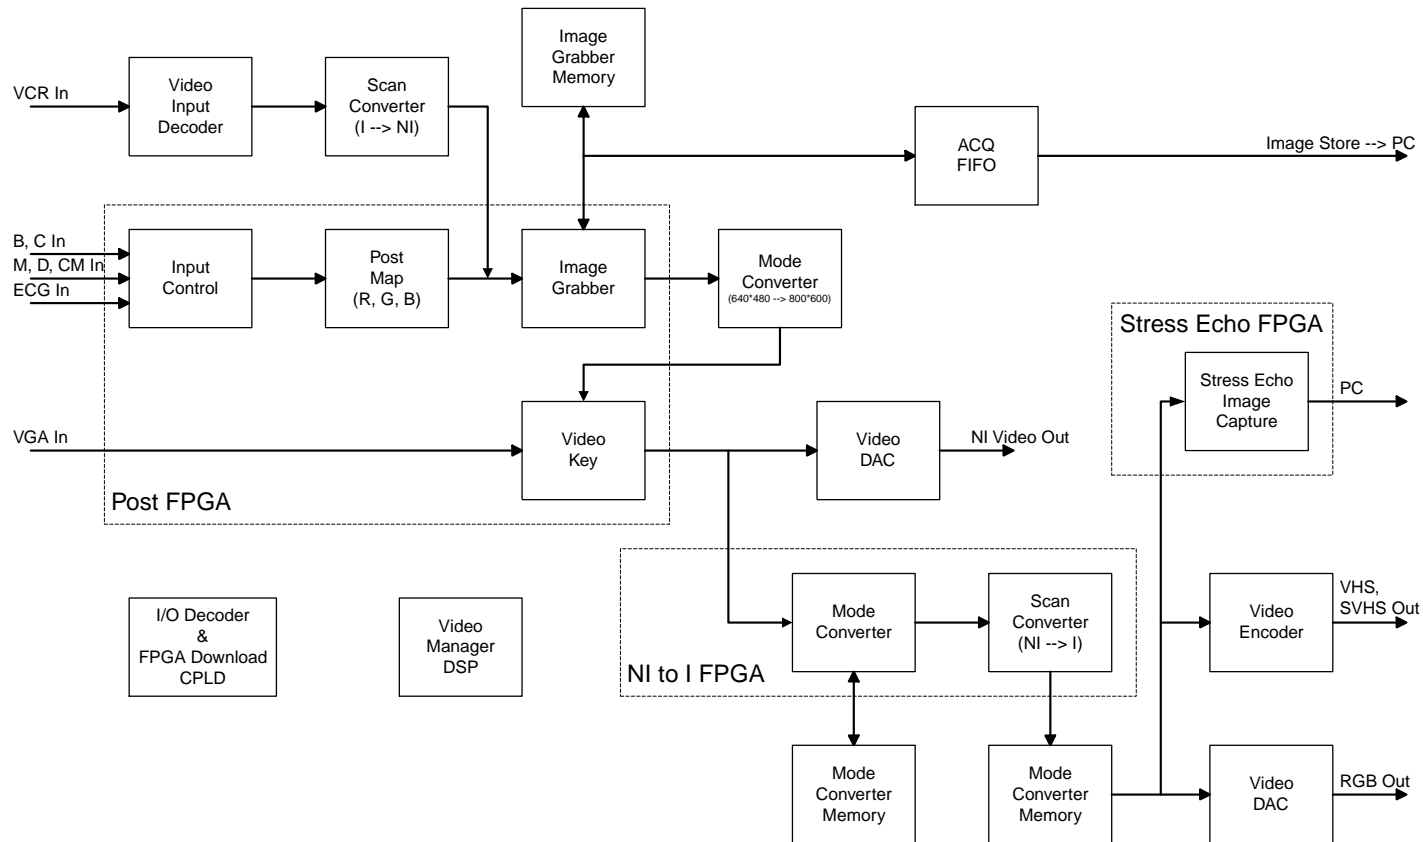 Image
Grabber
Memory
VCR In
Video
Input
Decoder
Scan
Converter
(I --> NI)
ACQ
FIFO
Image Store --> PC
B, C In
M, D, CM In
ECG In
Input
Control
Post
Map
(R, G, B)
Image
Grabber
Mode
Converter
(640*480 --> 800*600)
Stress Echo FPGA
Stress Echo
Image
Capture
PC
VGA In
Video
Key
Video
DAC
NI Video Out
Post FPGA
I/O Decoder
&
FPGA Download
CPLD
Video
Manager
DSP
Mode
Converter
Scan
Converter
(NI --> I)
NI to I FPGA
Video
Encoder
VHS,
SVHS Out
Mode
Converter
Memory
Mode
Converter
Memory
Video
DAC
RGB Out